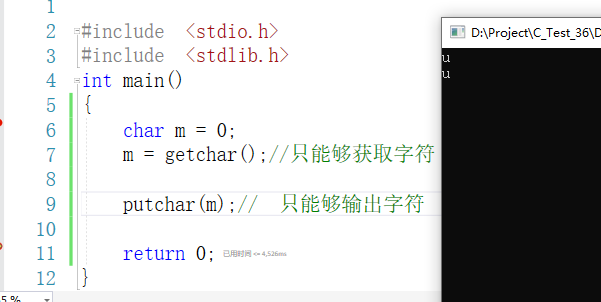 1
2 #include <stdio.h>
3 #include <stdlib.h>
4 int main()
5 {
6 char m = 0;
7 m = getchar();//只能够获取字符
8
9 putchar(m);// 只能够输出字符
10
11 return 0; 已用时间 <= 4,526ms
12 }
5 %
D:\Project\C_Test_36\D
u
u